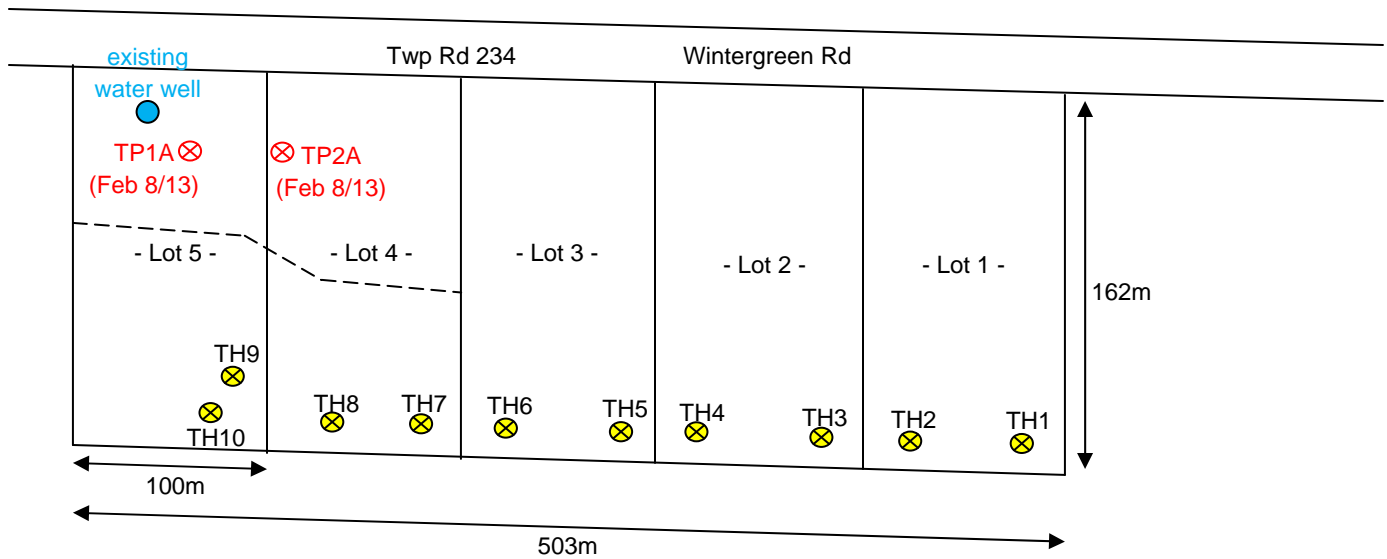 Twp Rd 234
Wintergreen Rd
existing
water well
TP1A
(Feb 8/13)
TP2A
(Feb 8/13)
- Lot 5 -
- Lot 4 -
- Lot 3 -
- Lot 2 -
- Lot 1 -
162m
TH9
TH10
TH8
TH7
TH6
TH5
TH4
TH3
TH2
TH1
100m
503m